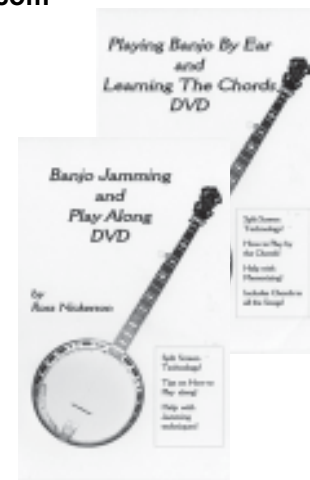 com
Playing Banjo By Ear
and
Learning The Chords
DVD
Split Screen
Technology!
How to Play by
the Chords!
Help with
Memorizing!
Includes Chords to
all the Songs!
Banjo Jamming
and
Play Along
DVD
by
Ross Nickerson
Split Screen
Technology!
Tips on How to
Play along!
Help with
Jamming
techniques!